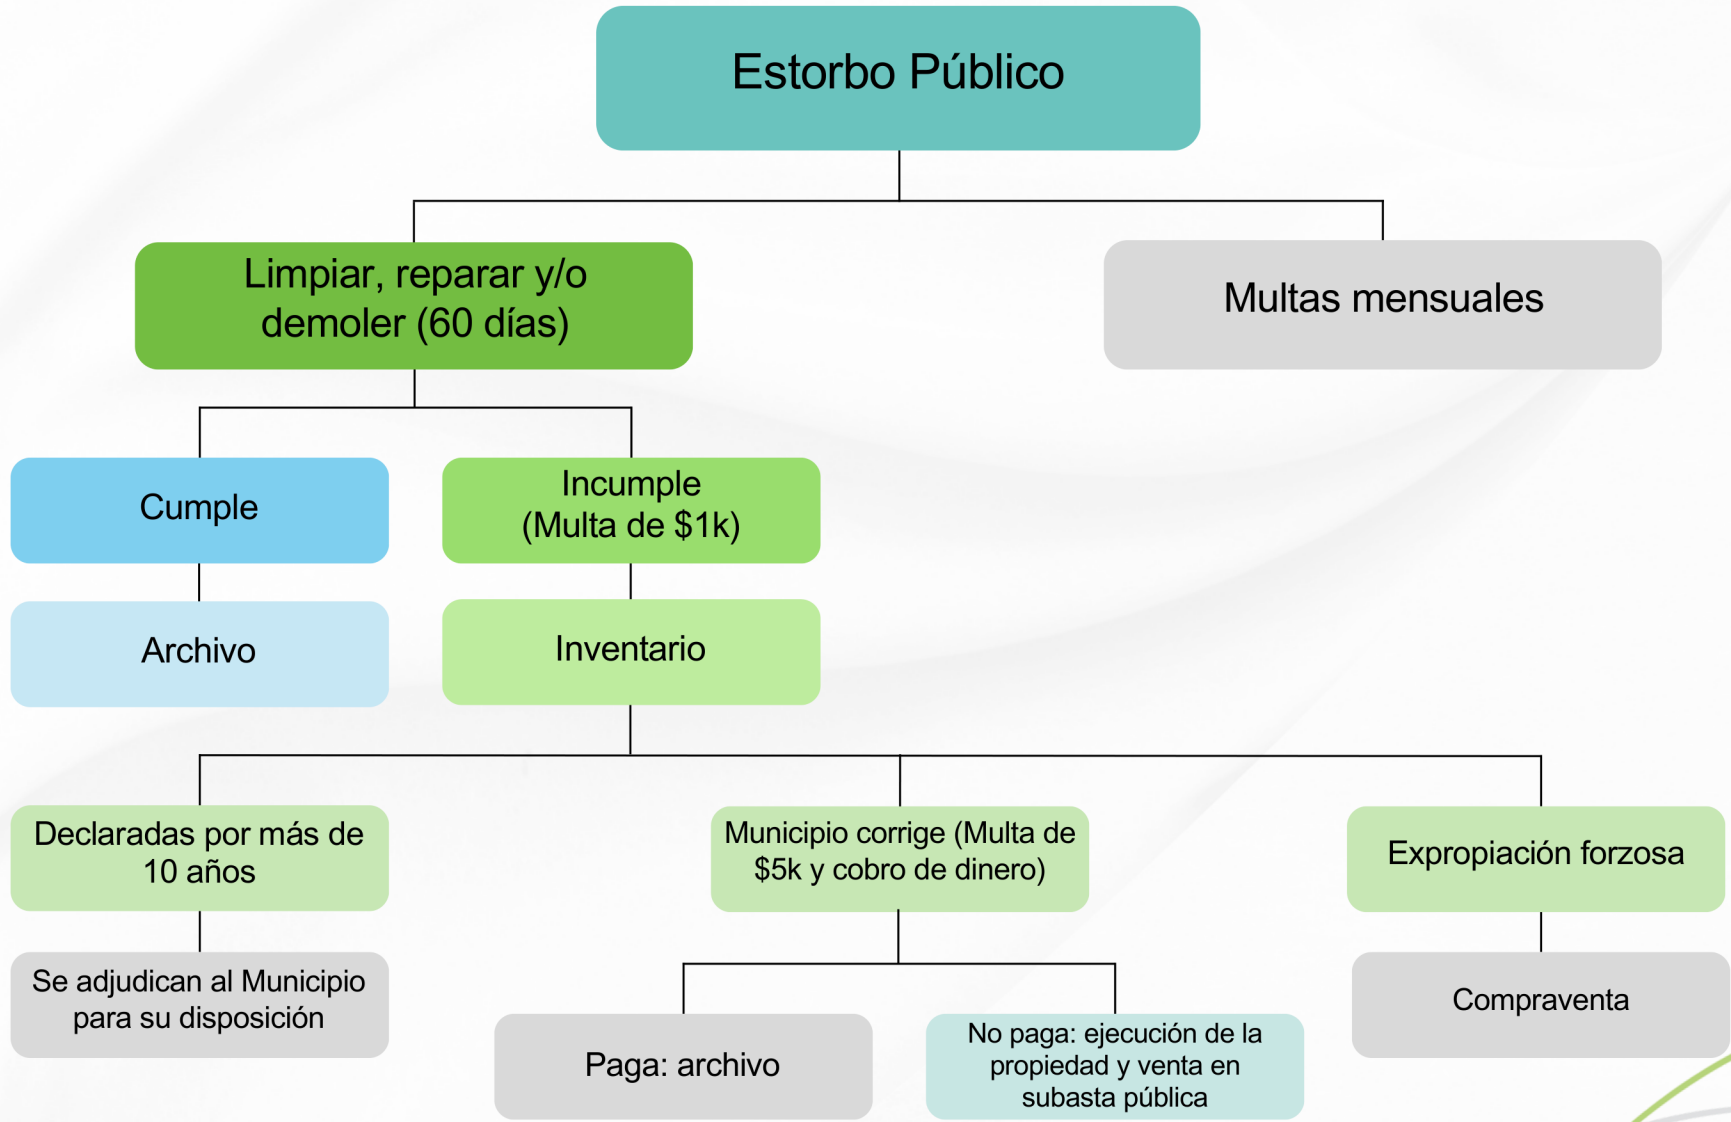 Estorbo Público
Limpiar, reparar y/o
demoler (60 días)
Multas mensuales
Cumple
Incumple
(Multa de $1k)
Archivo
Inventario
Declaradas por más de
10 años
Municipio corrige (Multa de
$5k y cobro de dinero)
Expropiación forzosa
Se adjudican al Municipio
para su disposición
Paga: archivo
No paga: ejecución de la
propiedad y venta en
subasta pública
Compraventa